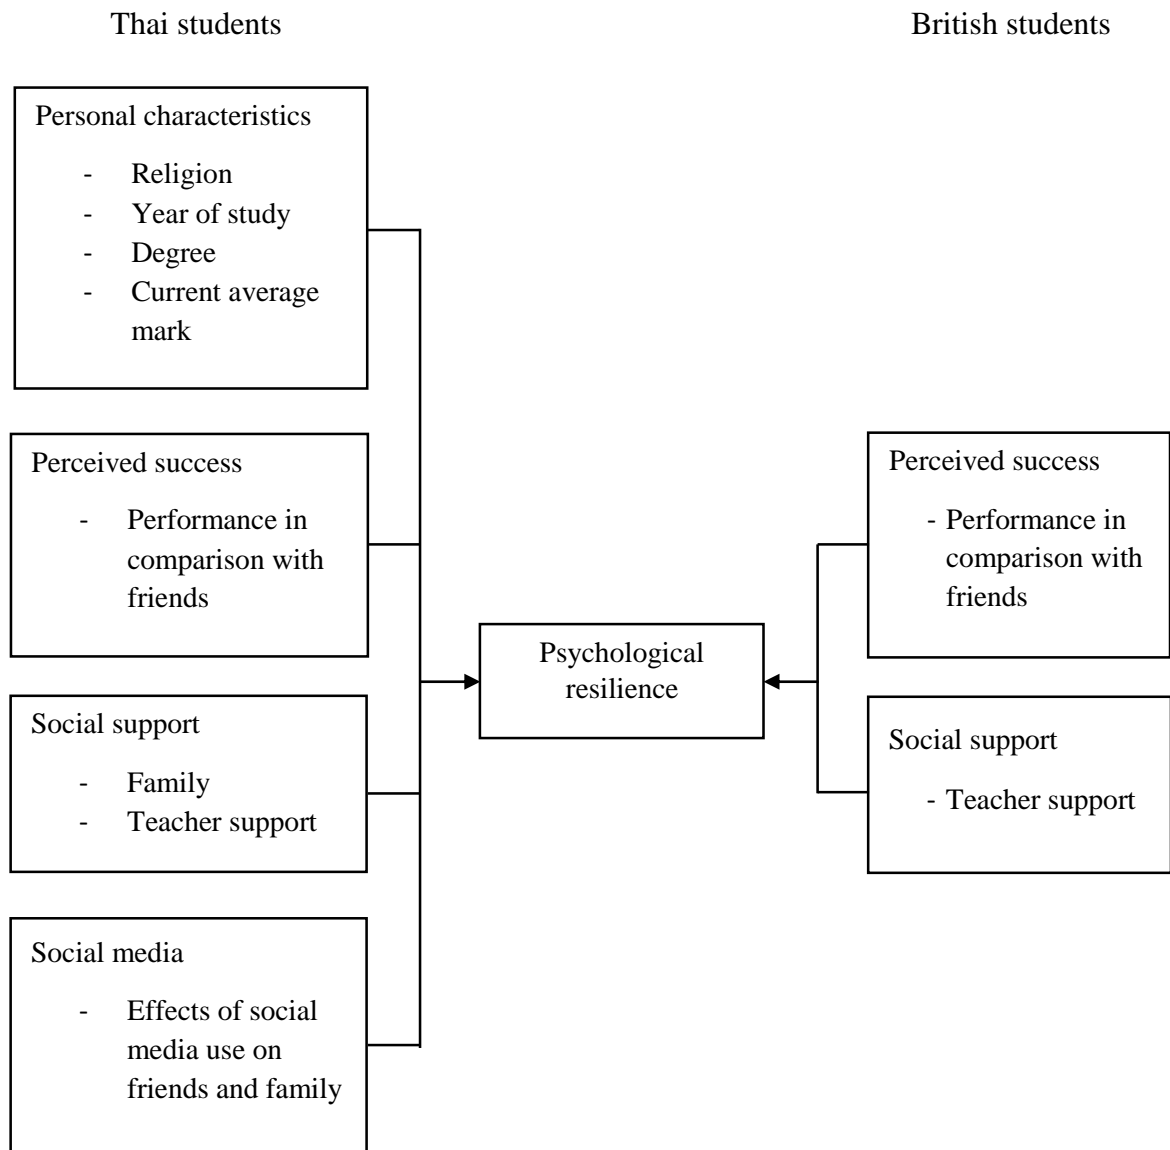 Thai students
British students
Personal characteristics
- Religion
- Year of study
- Degree
- Current average
mark
Perceived success
- Performance in
comparison with
friends
Social support
- Family
- Teacher support
Social media
- Effects of social
media use on
friends and family
Psychological
resilience
Perceived success
- Performance in
comparison with
friends
Social support
- Teacher support